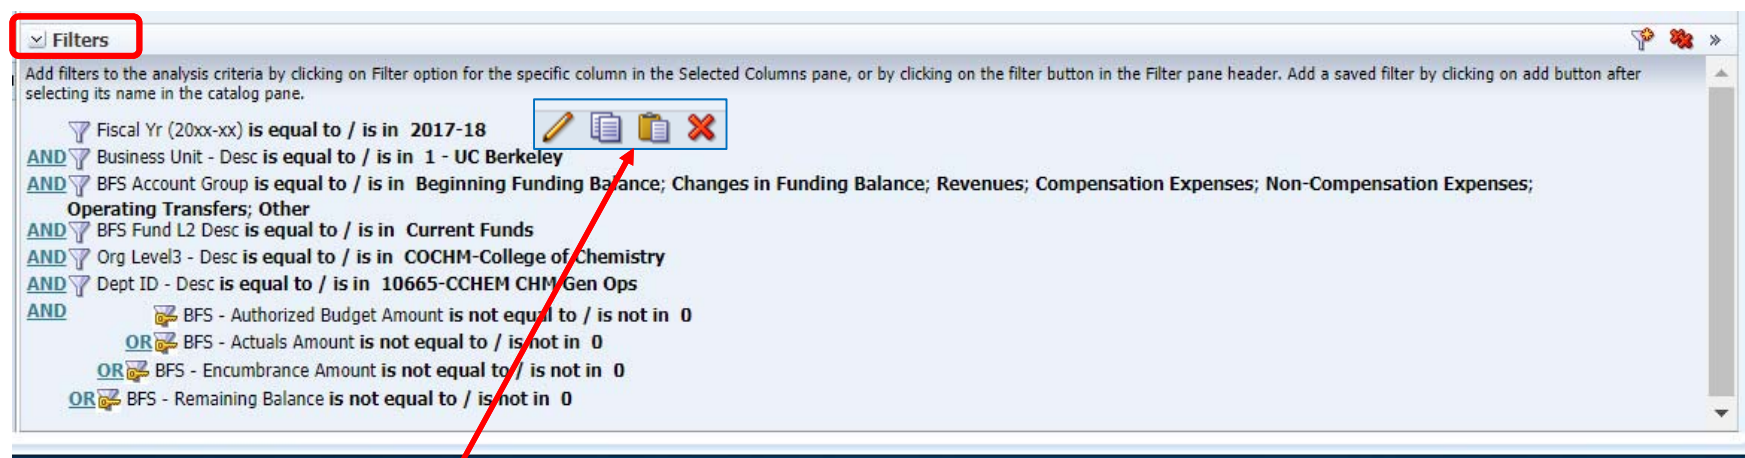 Filters
Add filters to the analysis criteria by clicking on Filter option for the specific column in the Selected Columns pane, or by clicking on the filter button in the Filter pane header. Add a saved filter by clicking on add button after
selecting its name in the catalog pane.
Fiscal Yr (20xx-xx) is equal to / is in 2017-18
AND Business Unit - Desc is equal to / is in 1 - UC Berkeley
AND BFS Account Group is equal to / is in Beginning Funding Balance; Changes in Funding Balance; Revenues; Compensation Expenses; Non-Compensation Expenses;
Operating Transfers; Other
AND BFS Fund L2 Desc is equal to / is in Current Funds
AND Org Level3 - Desc is equal to / is in COCHM-College of Chemistry
AND Dept ID - Desc is equal to / is in 10665-CCHEM CHM Gen Ops
AND BFS - Authorized Budget Amount is not equal to / is not in 0
OR BFS - Actuals Amount is not equal to / is not in 0
OR BFS - Encumbrance Amount is not equal to / is not in 0
OR BFS - Remaining Balance is not equal to / is not in 0